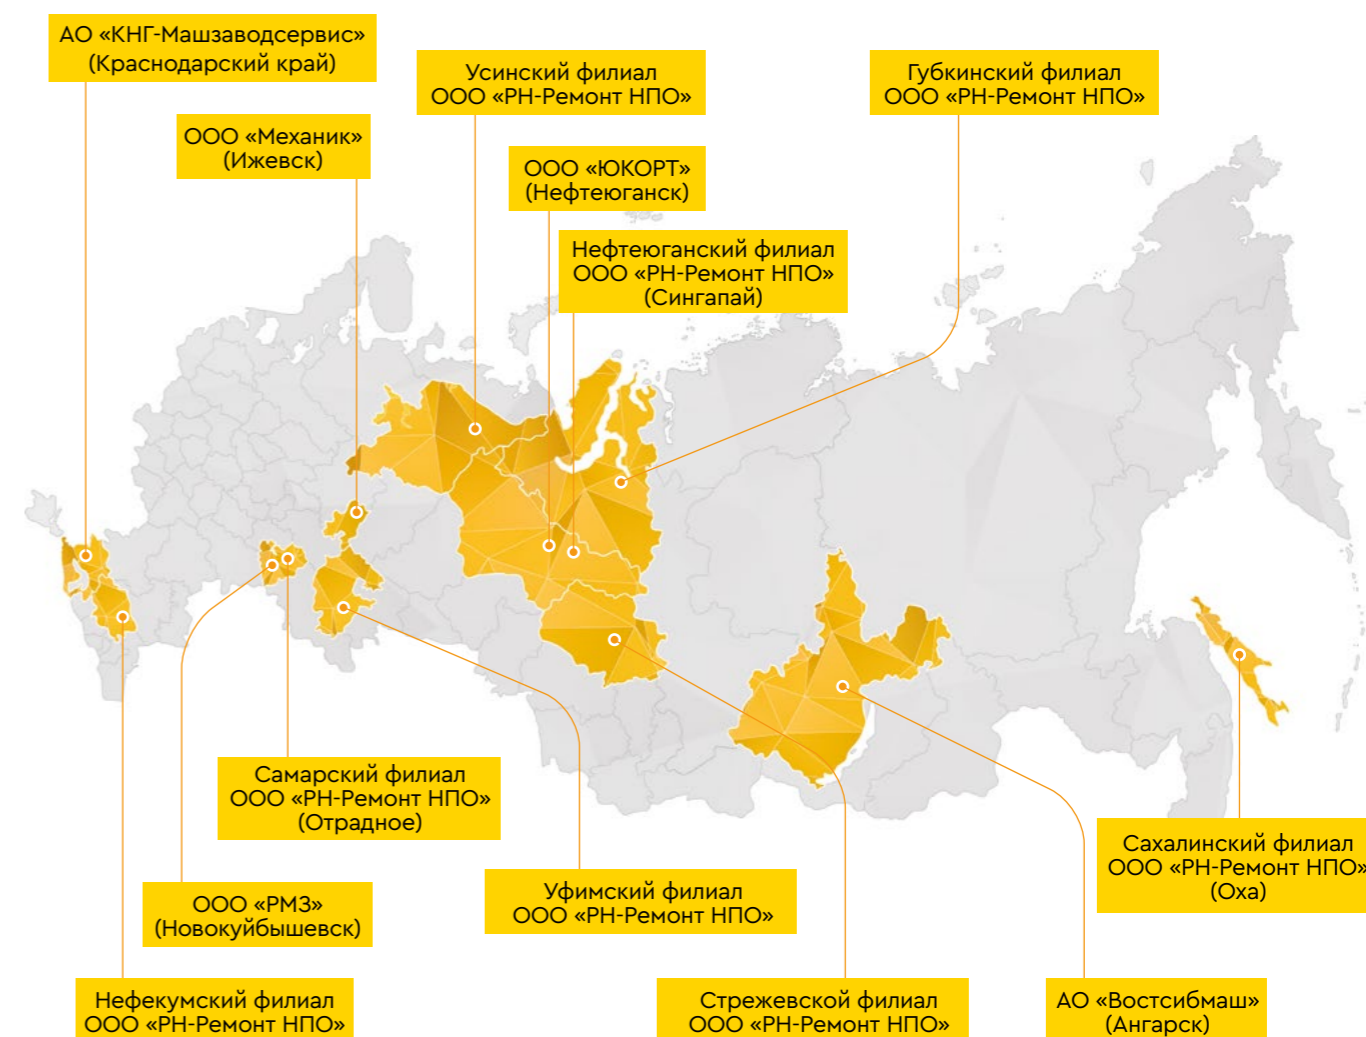 АО «КНГ-Машзаводсервис»
(Краснодарский край)
Усинский филиал
ООО «РН-Ремонт НПО»
Губкинский филиал
ООО «РН-Ремонт НПО»
ООО «Механик»
(Ижевск)
ООО «ЮКОРТ»
(Нефтеюганск)
Нефтеюганский филиал
ООО «РН-Ремонт НПО»
(Сингапай)
Самарский филиал
ООО «РН-Ремонт НПО»
(Отрадное)
Сахалинский филиал
ООО «РН-Ремонт НПО»
(Оха)
Уфимский филиал
ООО «РН-Ремонт НПО»
ООО «РМЗ»
(Новокуйбышевск)
Нефекумский филиал
ООО «РН-Ремонт НПО»
Стрежевской филиал
ООО «РН-Ремонт НПО»
АО «Востсибмаш»
(Ангарск)